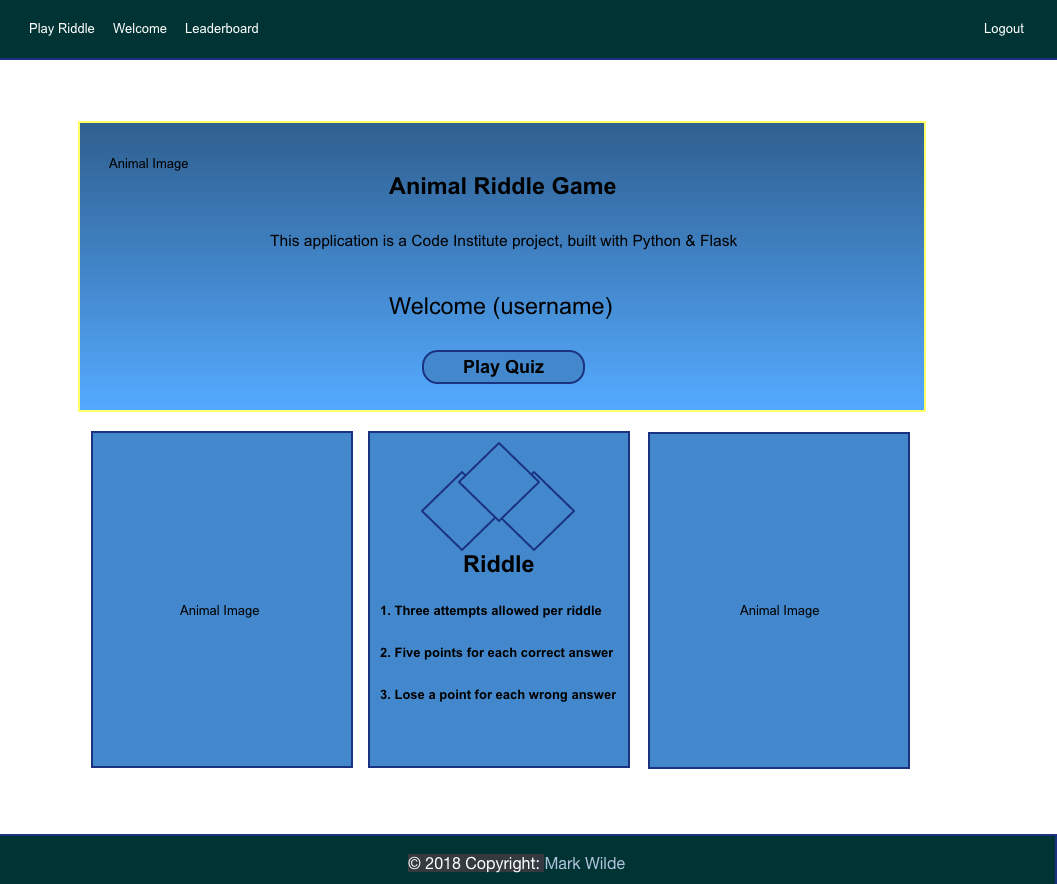 Play Riddle Welcome Leaderboard Logout
Animal Image
Animal Riddle Game
This application is a Code Institute project, built with Python & Flask
Welcome (username)
Play Quiz
Animal Image
Riddle
1. Three attempts allowed per riddle
2. Five points for each correct answer
3. Lose a point for each wrong answer
Animal Image
© 2018 Copyright: Mark Wilde